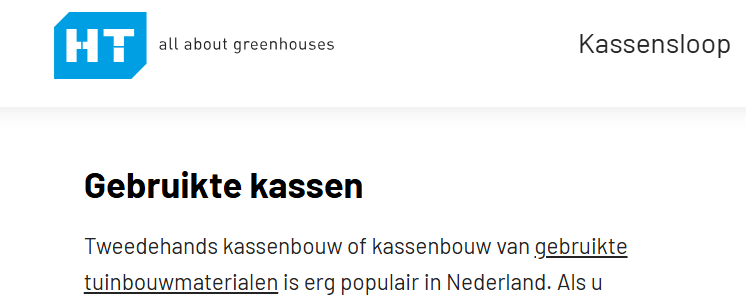 HT all about greenhouses Kassensloop
Gebruikte kassen
Tweedehands kassenbouw of kassenbouw van gebruikte
tuinbouwmaterialen is erg populair in Nederland. Als u